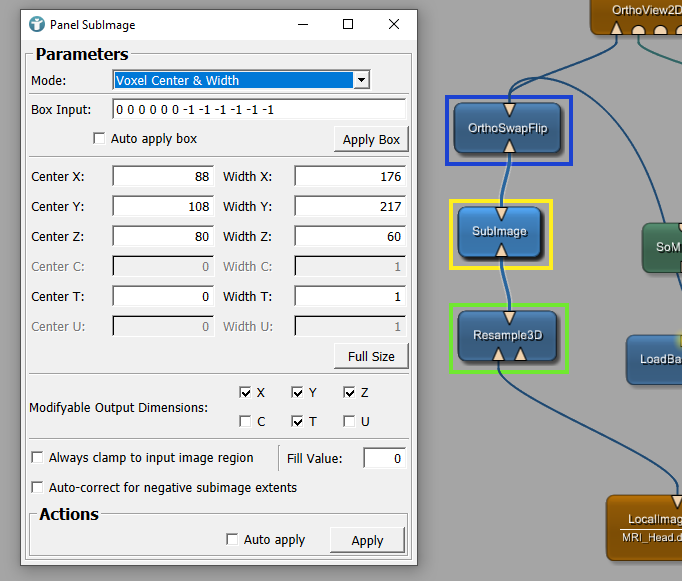 Panel SubImage
Parameters
Mode: Voxel Center & Width
Box Input: 0 0 0 0 0 0 -1 -1 -1 -1 -1 -1
Auto apply box Apply Box
Center X: 88 Width X: 176
Center Y: 108 Width Y: 217
Center Z: 80 Width Z: 60
Center C: 0 Width C: 1
Center T: 0 Width T: 1
Center U: 0 Width U: 1
Full Size
Modifyable Output Dimensions: X Y Z
C T U
Always clamp to input image region Fill Value: 0
Auto-correct for negative subimage extents
Actions
Auto apply Apply
OrthoView2D
OrthoSwapFlip
SubImage
SoM
Resample3D
LoadBa
LocalImag
MRI_Head.d